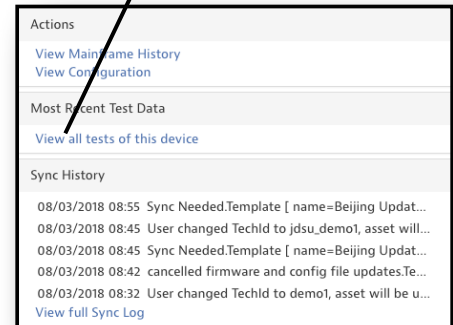 Actions
View Mainframe History
View Configuration
Most Recent Test Data
View all tests of this device
Sync History
08/03/2018 08:55 Sync Needed.Template [ name=Beijing Updat...
08/03/2018 08:45 User changed TechId to jdsu_demo1, asset will...
08/03/2018 08:45 Sync Needed.Template [ name=Beijing Updat...
08/03/2018 08:42 cancelled firmware and config file updates.Te...
08/03/2018 08:32 User changed TechId to demo1, asset will be u...
View full Sync Log